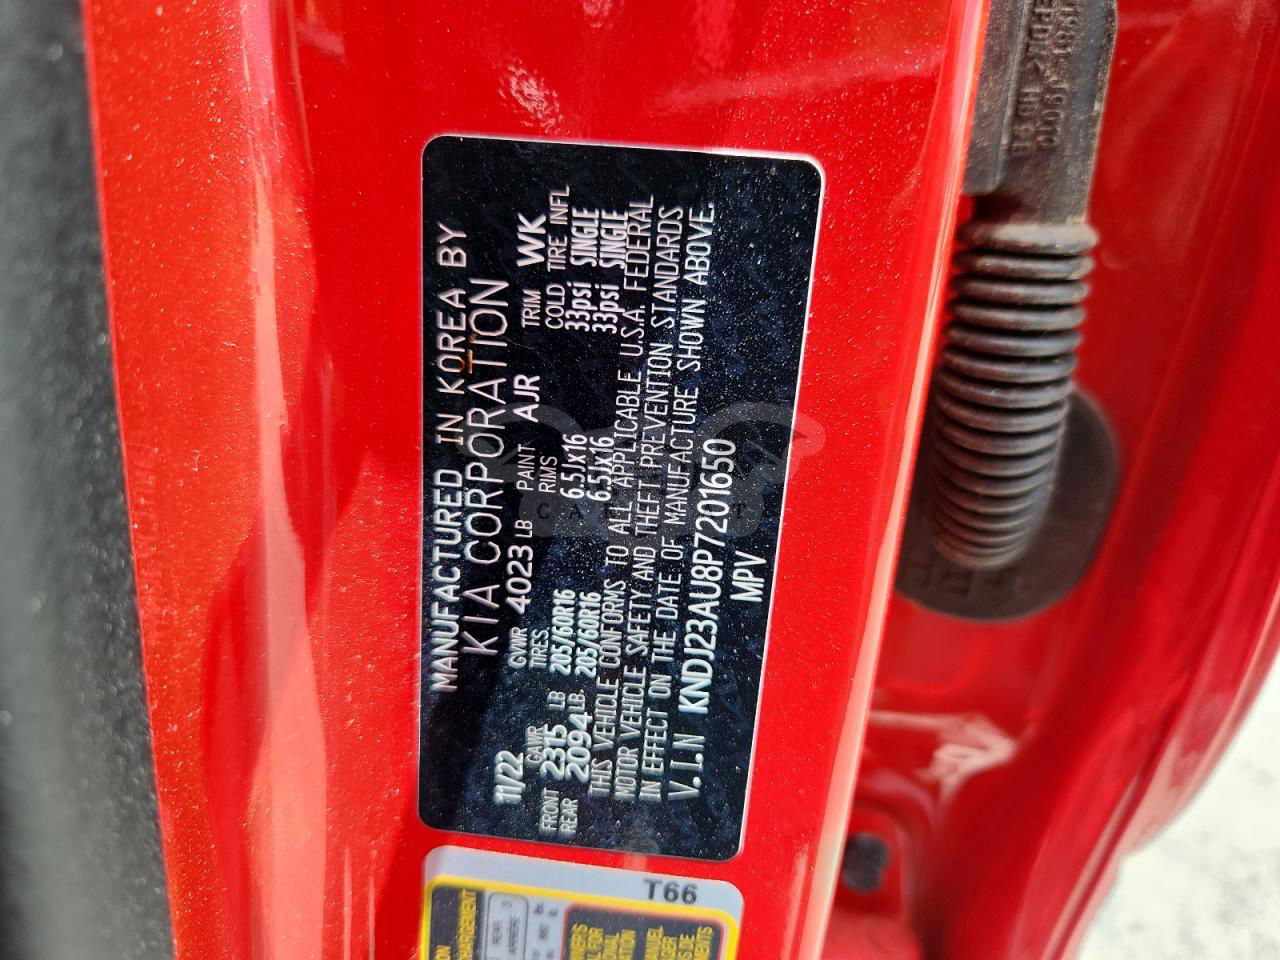 MANUFACTURED IN KOREA BY
KIA CORPORATION
11/22 GVWR 4023 LB PAINT AJR TRIM WK
GAWR TIRES RIMS COLD TIRE INFL
FRONT 2315 LB 205/60R16 6.5Jx16 33psi SINGLE
REAR 2094 LB. 205/60R16 6.5Jx16 33psi SINGLE
THIS VEHICLE CONFORMS TO ALL APPLICABLE U.S.A. FEDERAL
MOTOR VEHICLE SAFETY AND THEFT PREVENTION STANDARDS
IN EFFECT ON THE DATE OF MANUFACTURE SHOWN ABOVE.
V.I.N KNDJ23AU8P7201650
MPV
T66
REAR